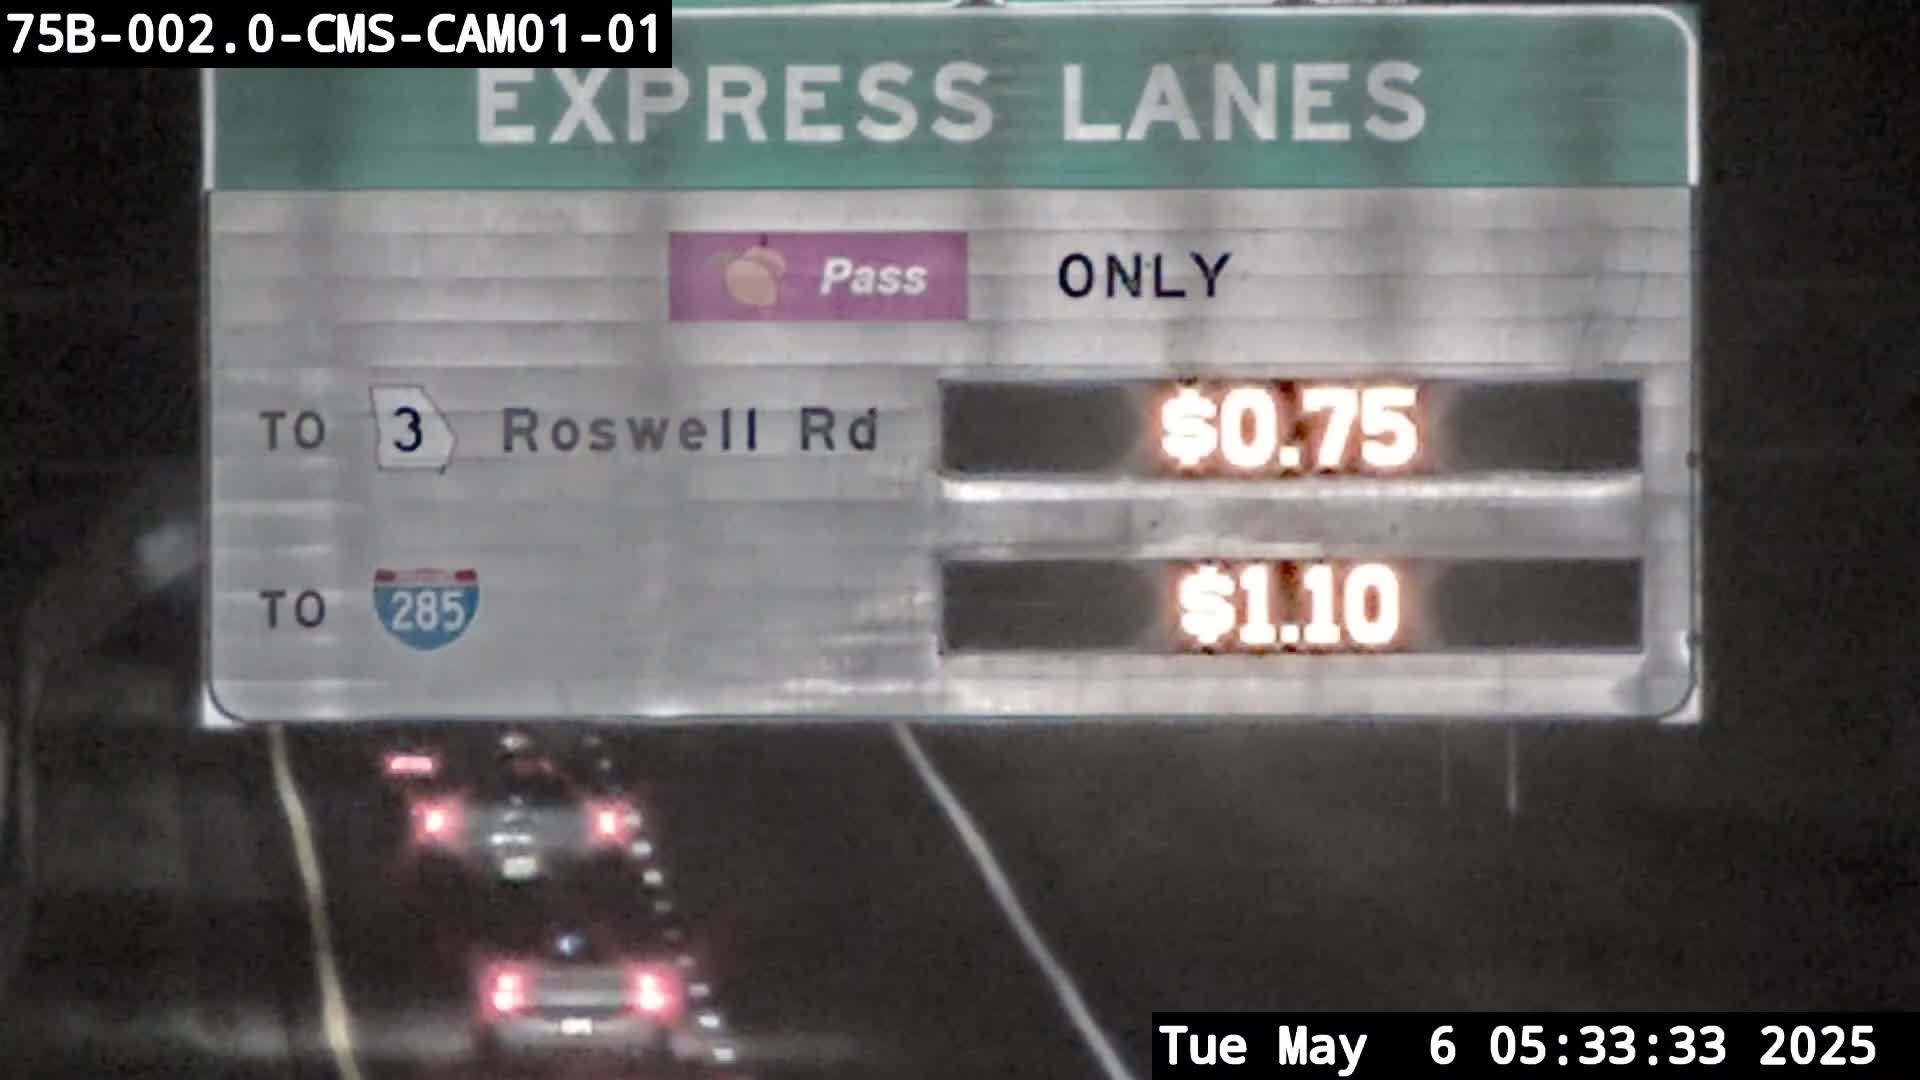 75B-002.0-CMS-CAM01-01
EXPRESS LANES
Pass ONLY
TO 3 Roswell Rd $0.75
TO 285 $1.10
Tue May 6 05:33:33 2025